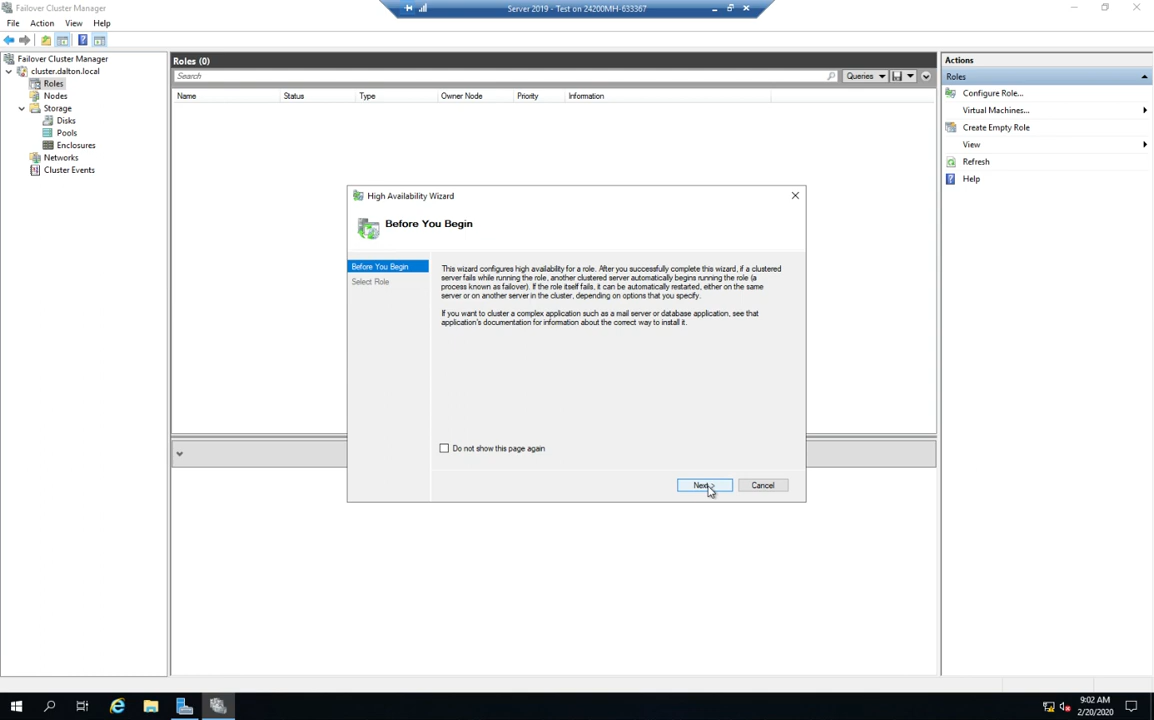 Failover Cluster Manager
Server 2019 - Test on 24200MH-633367
File Action View Help
Failover Cluster Manager
cluster.dalton.local
Roles
Nodes
Storage
Disks
Pools
Enclosures
Networks
Cluster Events
Roles (0)
Search
Queries
Name Status Type Owner Node Priority Information
High Availability Wizard
Before You Begin
Before You Begin
Select Role
This wizard configures high availability for a role. After you successfully complete this wizard, if a clustered
server fails while running the role, another clustered server automatically begins running the role (a
process known as failover). If the role itself fails, it can be automatically restarted, either on the same
server or on another server in the cluster, depending on options that you specify.
If you want to cluster a complex application such as a mail server or database application, see that
application's documentation for information about the correct way to install it.
Do not show this page again
Next >
Cancel
Actions
Roles
Configure Role...
Virtual Machines...
Create Empty Role
View
Refresh
Help
9:02 AM
2/20/2020